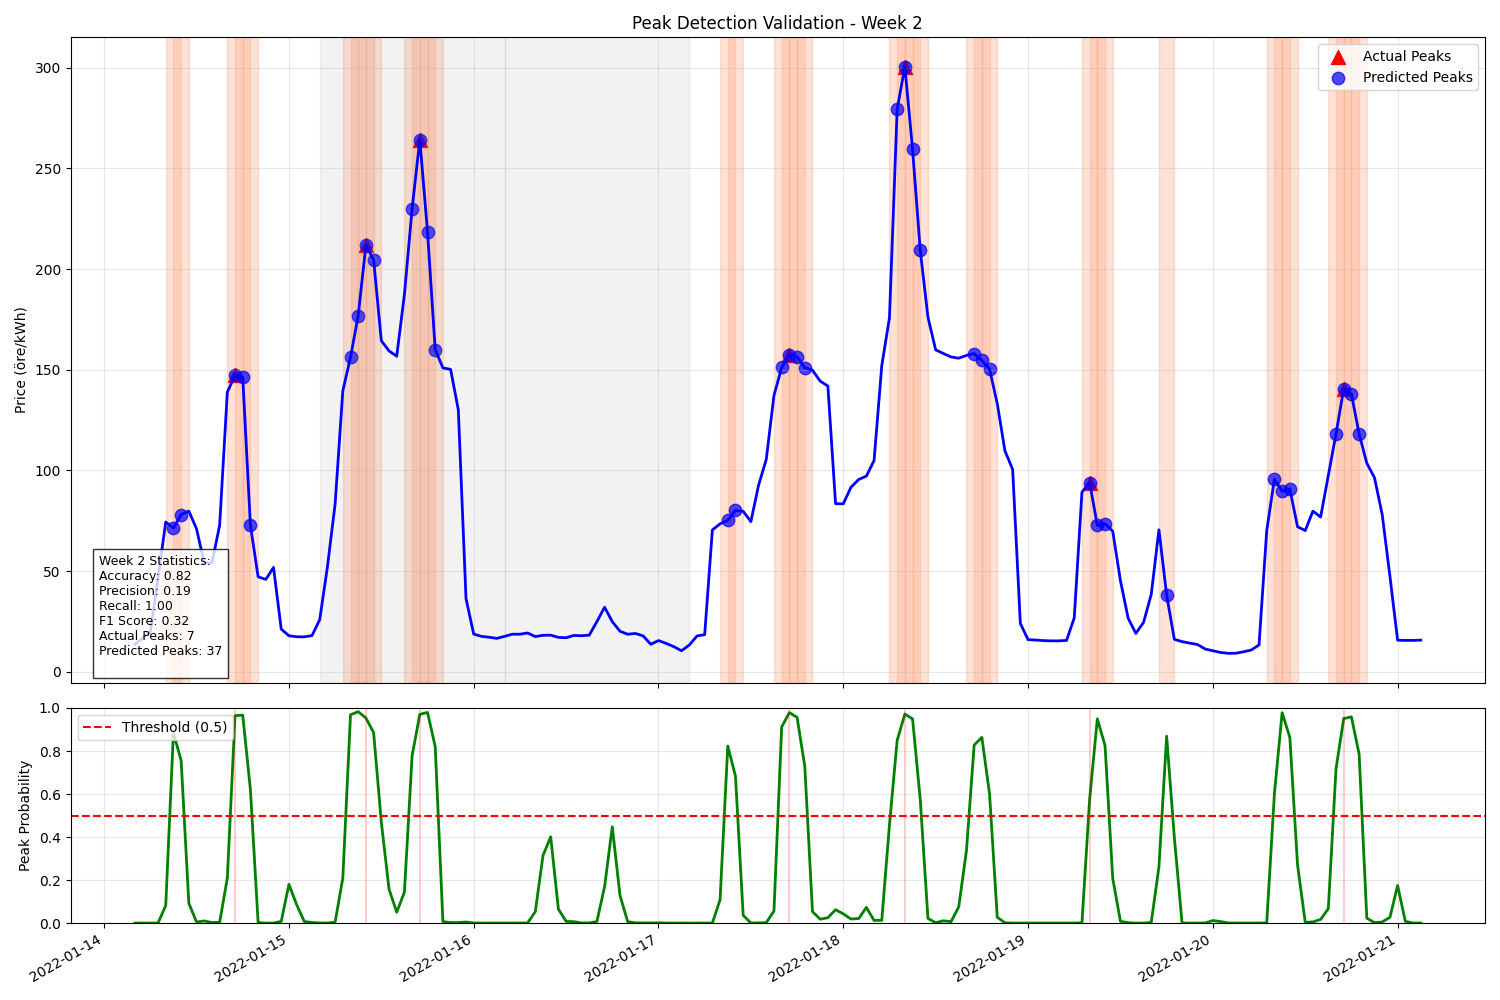 Peak Detection Validation - Week 2
Actual Peaks
Predicted Peaks
Price (öre/kWh)
300
250
200
150
100
50
0
Week 2 Statistics:
Accuracy: 0.82
Precision: 0.19
Recall: 1.00
F1 Score: 0.32
Actual Peaks: 7
Predicted Peaks: 37
Threshold (0.5)
Peak Probability
1.0
0.8
0.6
0.4
0.2
0.0
2022-01-14
2022-01-15
2022-01-16
2022-01-17
2022-01-18
2022-01-19
2022-01-20
2022-01-21